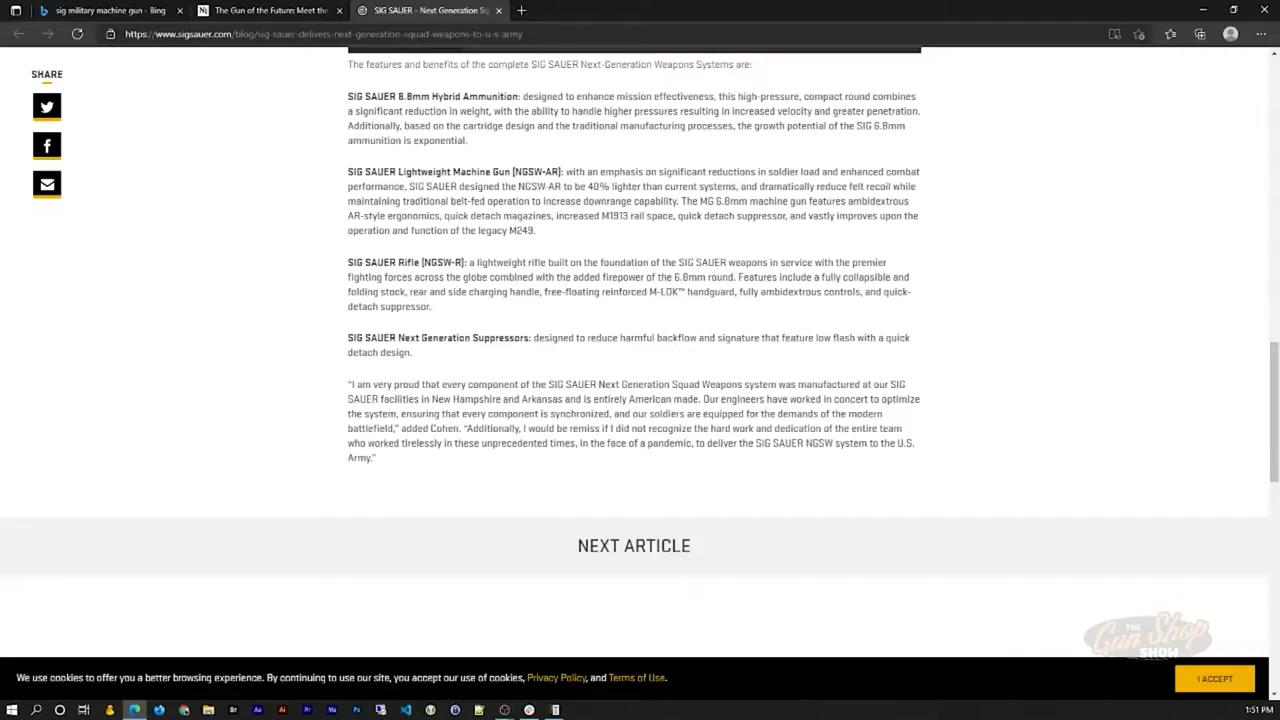 sig military machine gun - Bing
The Gun of the Future: Meet the
SIG SAUER - Next Generation Sq
https://www.sigsauer.com/blog/sig-sauer-delivers-next-generation-squad-weapons-to-u-s-army
SHARE
The features and benefits of the complete SIG SAUER Next-Generation Weapons Systems are:
SIG SAUER 6.8mm Hybrid Ammunition: designed to enhance mission effectiveness, this high-pressure, compact round combines
a significant reduction in weight, with the ability to handle higher pressures resulting in increased velocity and greater penetration.
Additionally, based on the cartridge design and the traditional manufacturing processes, the growth potential of the SIG 6.8mm
ammunition is exponential.
SIG SAUER Lightweight Machine Gun (NGSW-AR): with an emphasis on significant reductions in soldier load and enhanced combat
performance, SIG SAUER designed the NGSW-AR to be 40% lighter than current systems, and dramatically reduce felt recoil while
maintaining traditional belt-fed operation to increase downrange capability. The MG 6.8mm machine gun features ambidextrous
AR-style ergonomics, quick detach magazines, increased M1913 rail space, quick detach suppressor, and vastly improves upon the
operation and function of the legacy M249.
SIG SAUER Rifle (NGSW-R): a lightweight rifle built on the foundation of the SIG SAUER weapons in service with the premier
fighting forces across the globe combined with the added firepower of the 6.8mm round. Features include a fully collapsible and
folding stock, rear and side charging handle, free-floating reinforced M-LOK™ handguard, fully ambidextrous controls, and quick-
detach suppressor.
SIG SAUER Next Generation Suppressors: designed to reduce harmful backflow and signature that feature low flash with a quick
detach design.
“I am very proud that every component of the SIG SAUER Next Generation Squad Weapons system was manufactured at our SIG
SAUER facilities in New Hampshire and Arkansas and is entirely American made. Our engineers have worked in concert to optimize
the system, ensuring that every component is synchronized, and our soldiers are equipped for the demands of the modern
battlefield,” added Cohen. “Additionally, I would be remiss if I did not recognize the hard work and dedication of the entire team
who worked tirelessly in these unprecedented times, in the face of a pandemic, to deliver the SIG SAUER NGSW system to the U.S.
Army.”
NEXT ARTICLE
THE
Gun Shop
SHOW
We use cookies to offer you a better browsing experience. By continuing to use our site, you accept our use of cookies, Privacy Policy, and Terms of Use.
I ACCEPT
Br
Ae
Ai
Pr
Me
Ps
1:51 PM